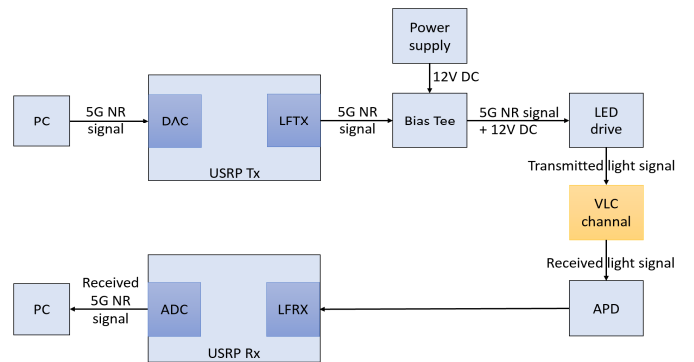 Power
supply
12V DC
PC
5G NR
signal
DAC
LFTX
USRP Tx
5G NR
signal
Bias Tee
5G NR signal
+ 12V DC
LED
drive
Transmitted light signal
VLC
channal
Received light signal
APD
LFRX
ADC
USRP Rx
Received
5G NR
signal
PC